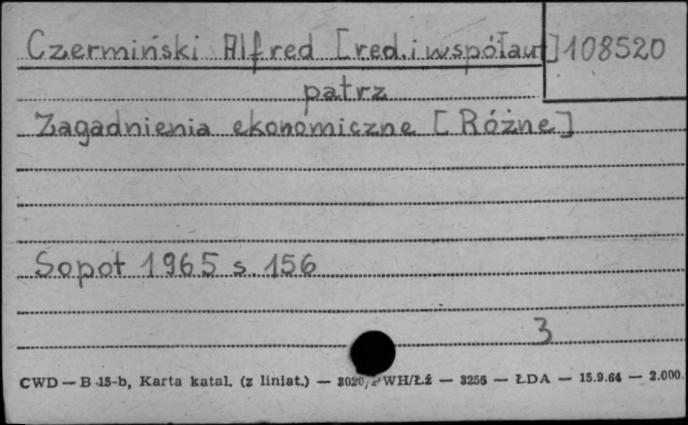 Czermiński Alfred [red. i współaut] 108520
patrz
Zagadnienia ekonomiczne [Różne]
Sopot 1965 s. 156
3
CWD — B 15-b, Karta katal. (z liniat.) — 3020/PWH/Łź — 3256 — ŁDA — 15.9.64 — 2.000.